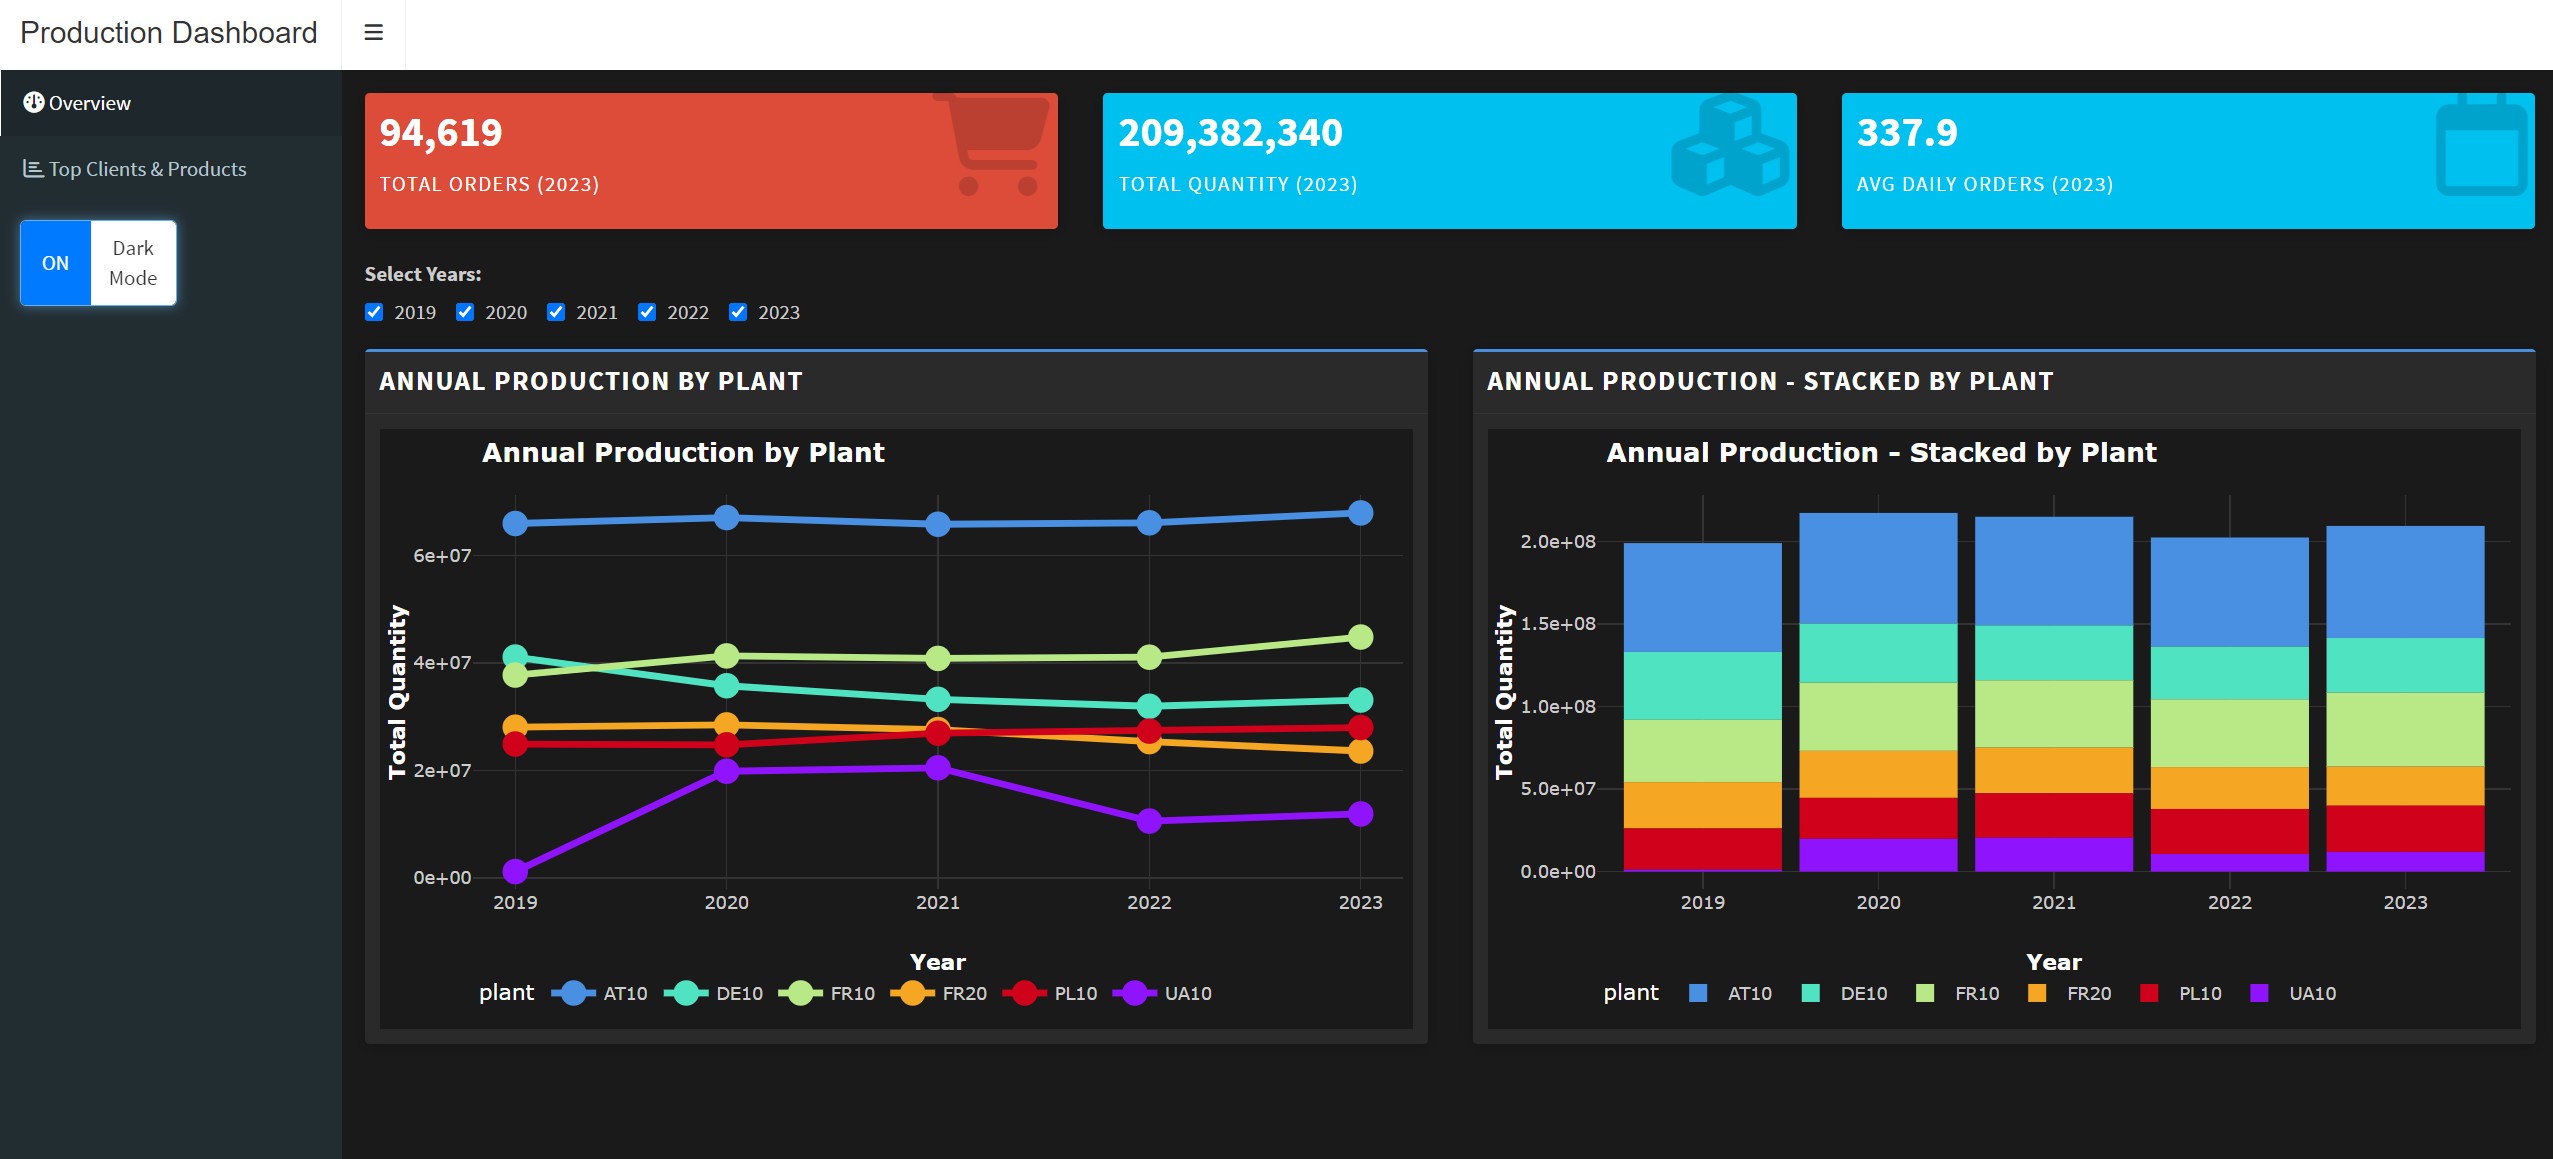 Production Dashboard
Overview
Top Clients & Products
ON
Dark
Mode
94,619
TOTAL ORDERS (2023)
209,382,340
TOTAL QUANTITY (2023)
337.9
AVG DAILY ORDERS (2023)
Select Years:
2019 2020 2021 2022 2023
ANNUAL PRODUCTION BY PLANT
Annual Production by Plant
Total Quantity
6e+07
4e+07
2e+07
0e+00
2019 2020 2021 2022 2023
Year
plant AT10 DE10 FR10 FR20 PL10 UA10
ANNUAL PRODUCTION - STACKED BY PLANT
Annual Production - Stacked by Plant
Total Quantity
2.0e+08
1.5e+08
1.0e+08
5.0e+07
0.0e+00
2019 2020 2021 2022 2023
Year
plant AT10 DE10 FR10 FR20 PL10 UA10